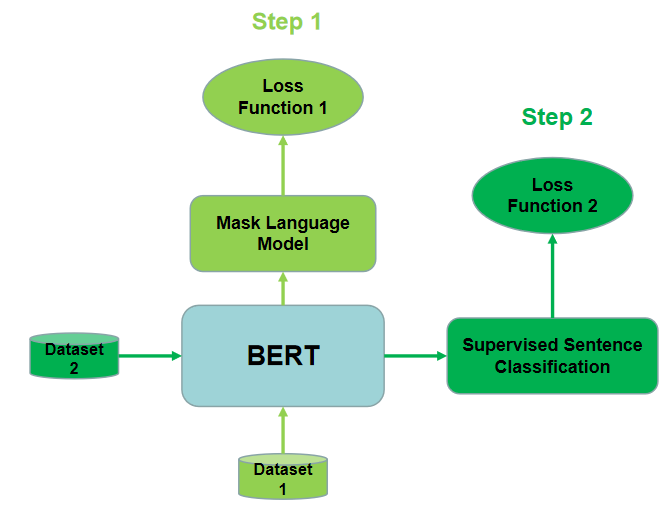 Step 1
Loss
Function 1
Step 2
Loss
Function 2
Mask Language
Model
Dataset
2
BERT
Supervised Sentence
Classification
Dataset
1